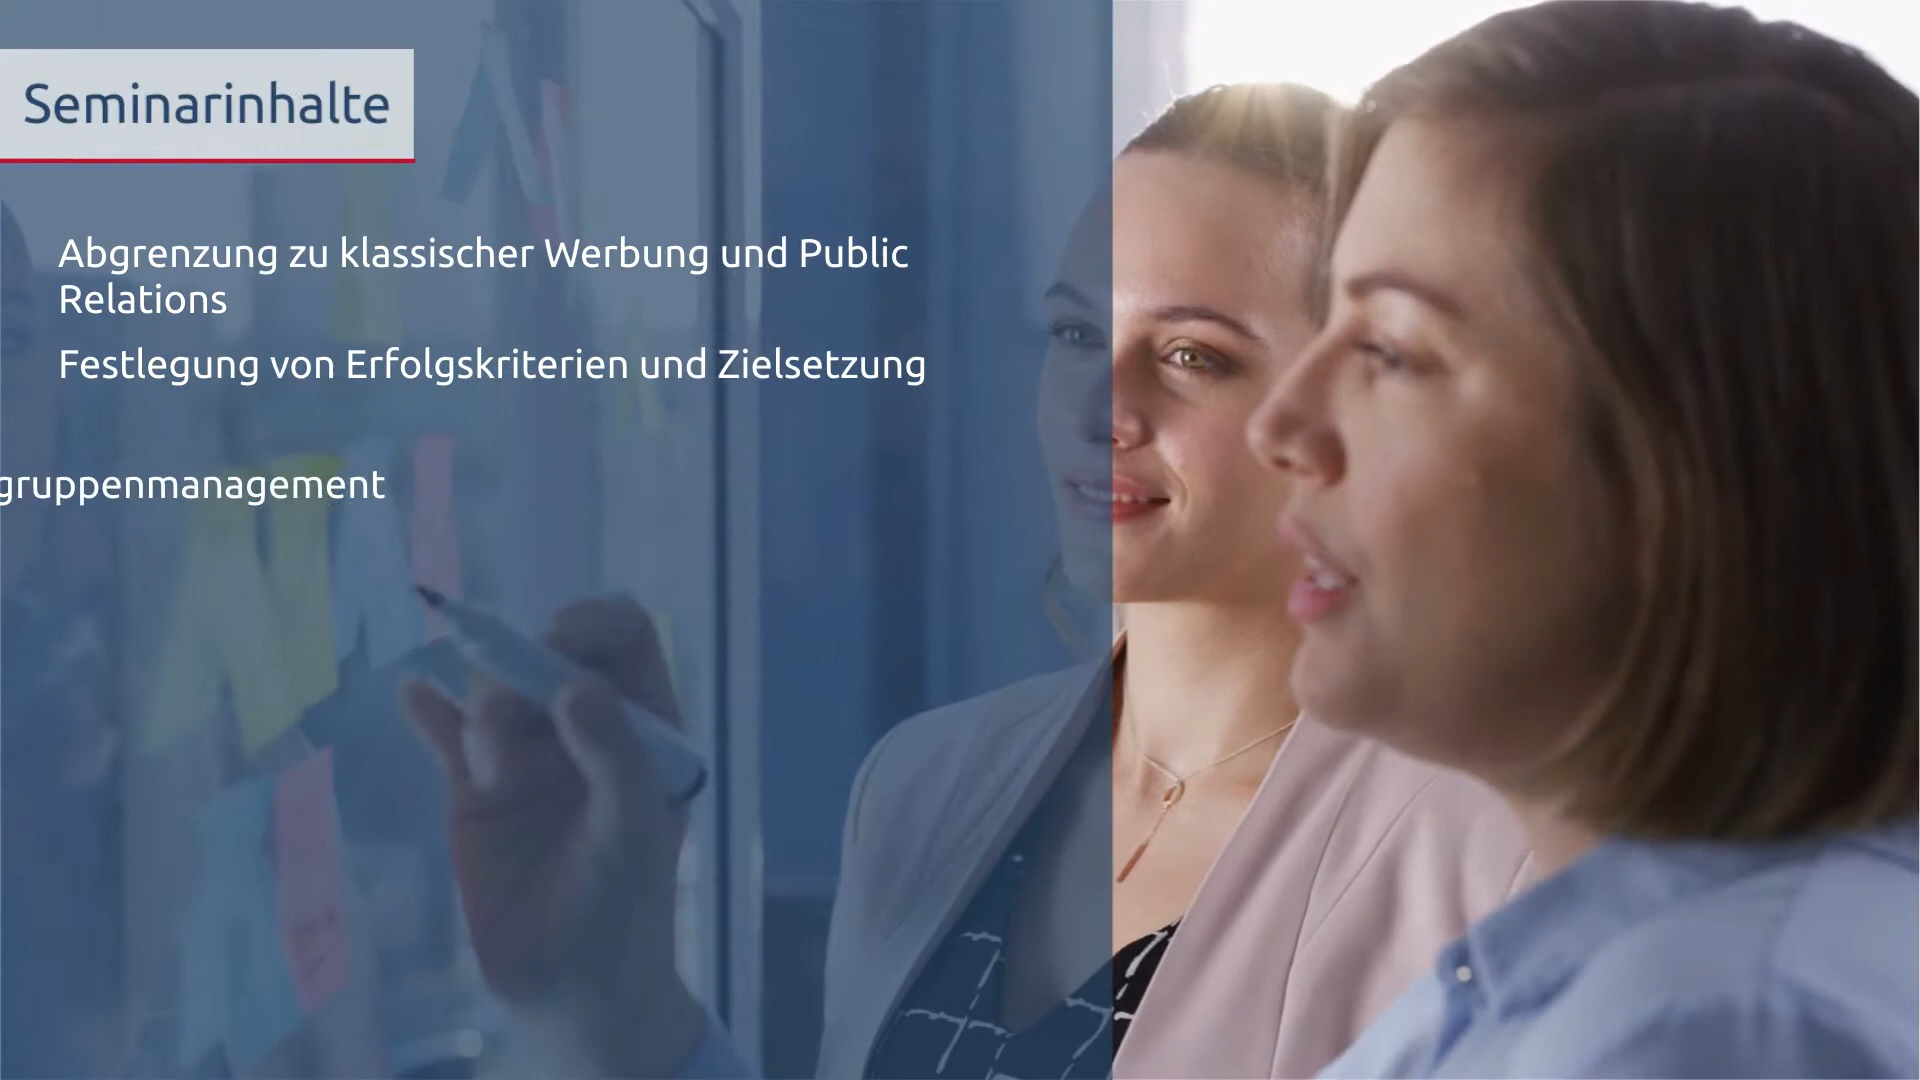 Seminarinhalte
Abgrenzung zu klassischer Werbung und Public
Relations
Festlegung von Erfolgskriterien und Zielsetzung
gruppenmanagement